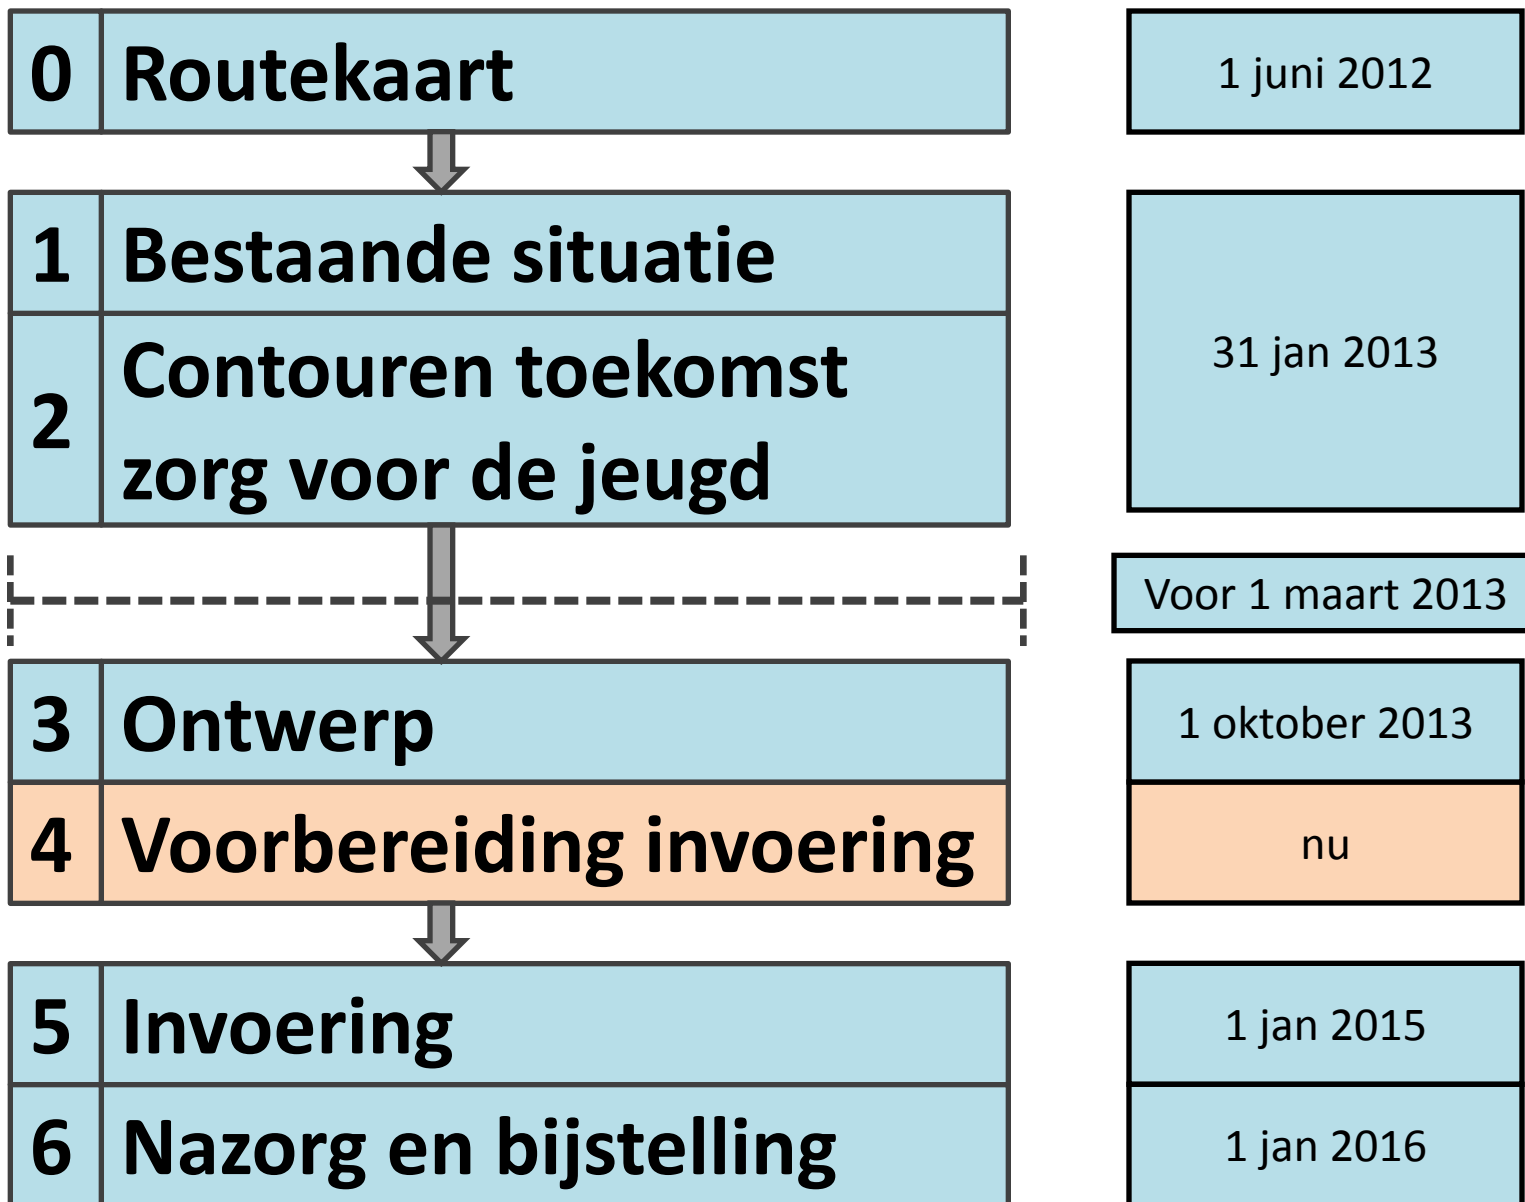 0 Routekaart 1 juni 2012
1 Bestaande situatie
31 jan 2013
2 Contouren toekomst
zorg voor de jeugd
Voor 1 maart 2013
3 Ontwerp 1 oktober 2013
4 Voorbereiding invoering nu
5 Invoering 1 jan 2015
6 Nazorg en bijstelling 1 jan 2016